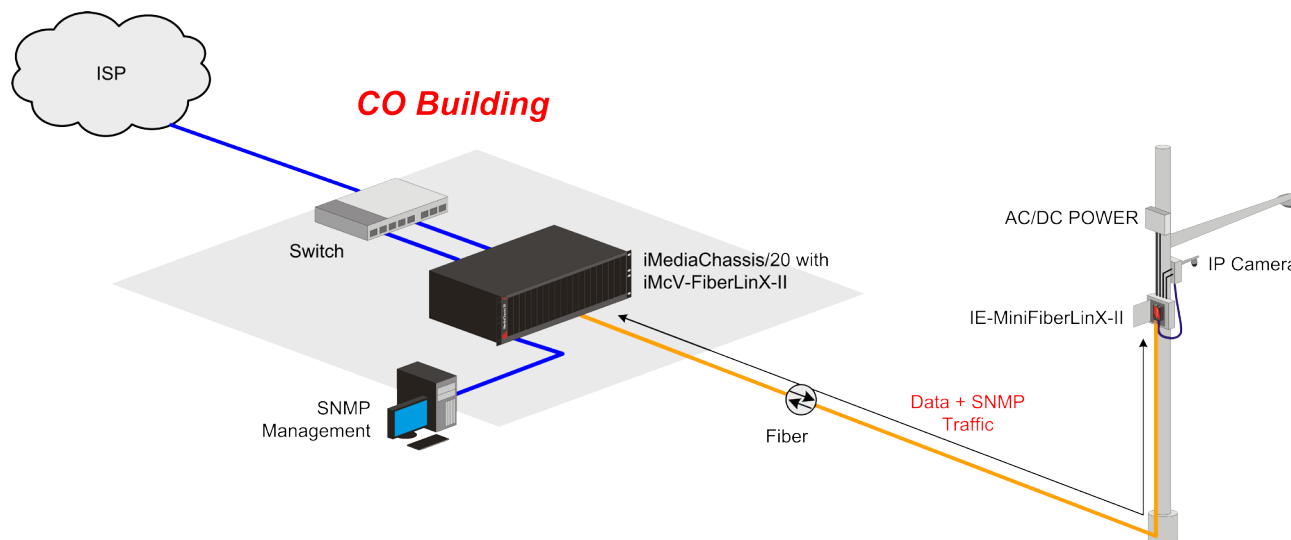 ISP
CO Building
Switch
iMediaChassis/20 with
iMcV-FiberLinX-II
SNMP
Management
Fiber
Data + SNMP
Traffic
AC/DC POWER
IP Camera
IE-MiniFiberLinX-II